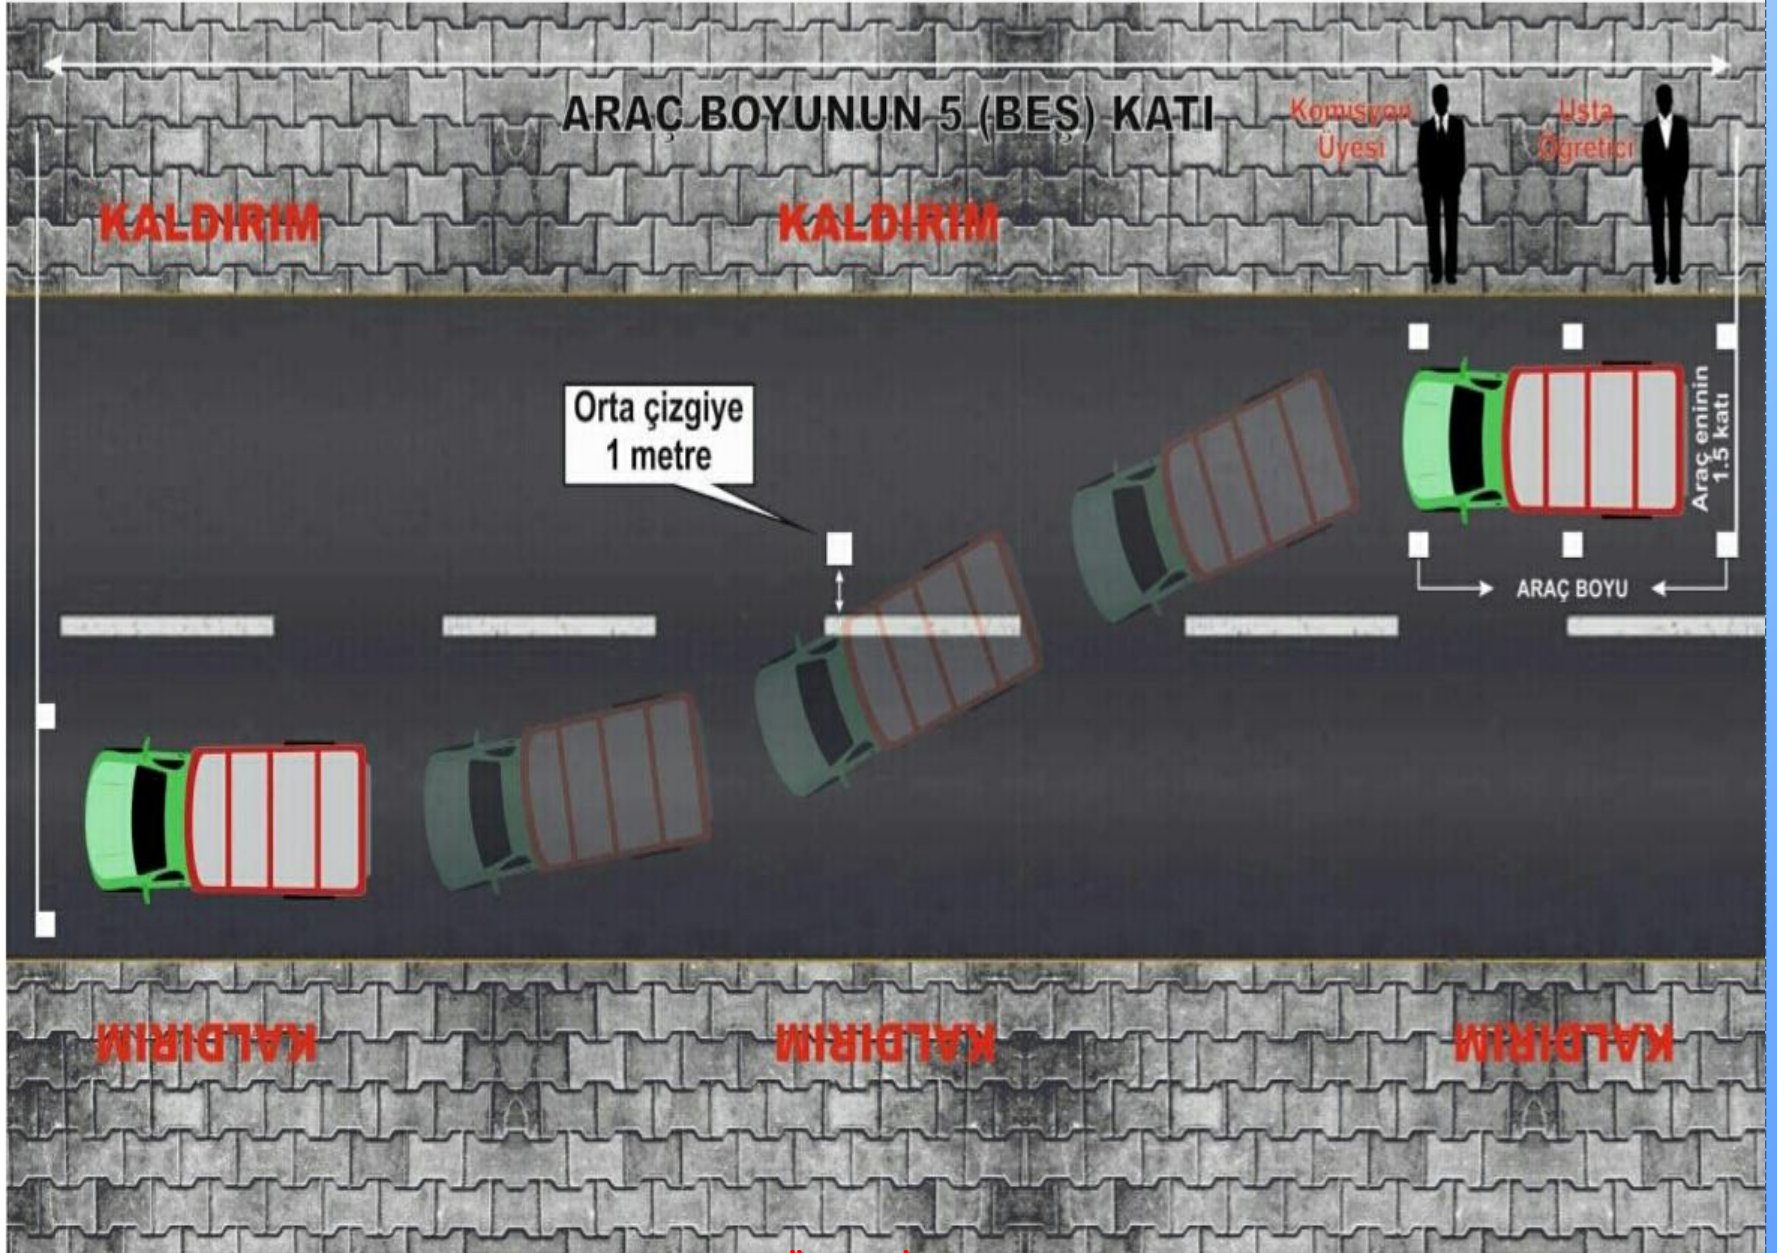 ARAÇ BOYUNUN 5 (BEŞ) KATI
Komisyon
Üyesi
Usta
Öğretici
KALDIRIM
KALDIRIM
Orta çizgiye
1 metre
Araç eninin
1.5 katı
ARAÇ BOYU
KALDIRIM
KALDIRIM
KALDIRIM